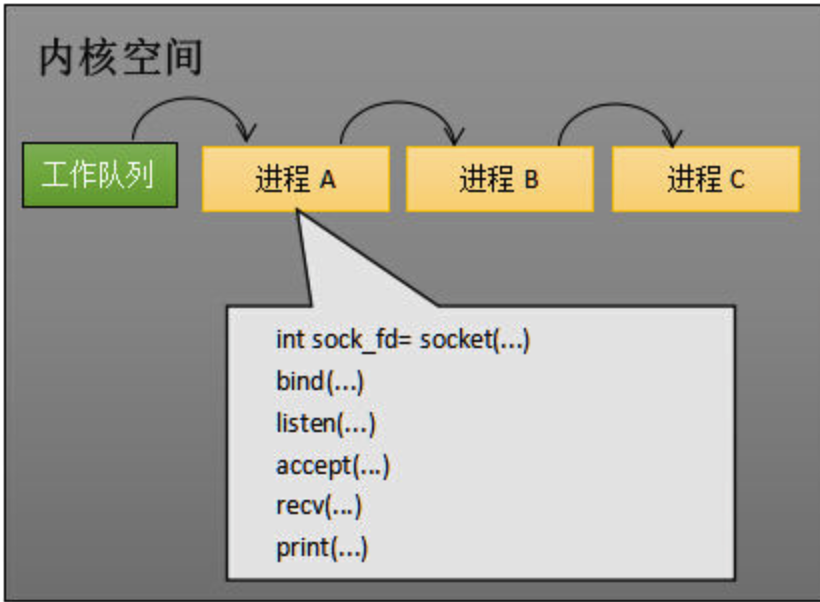 内核空间
工作队列
进程 A
进程 B
进程 C
int sock_fd= socket(...)
bind(...)
listen(...)
accept(...)
recv(...)
print(...)